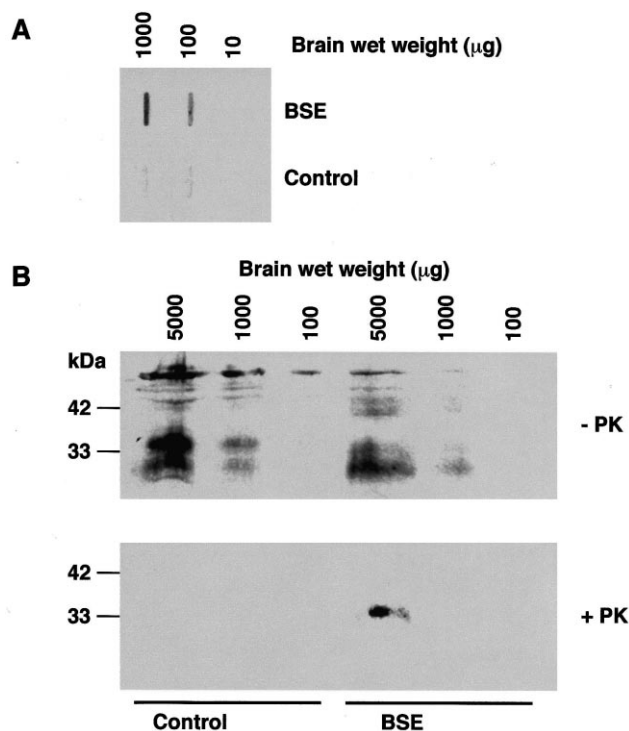 A
1000 100 10 Brain wet weight (μg)
BSE
Control
B
Brain wet weight (μg)
5000 1000 100 5000 1000 100
kDa
42
33
- PK
42
33
+ PK
Control BSE